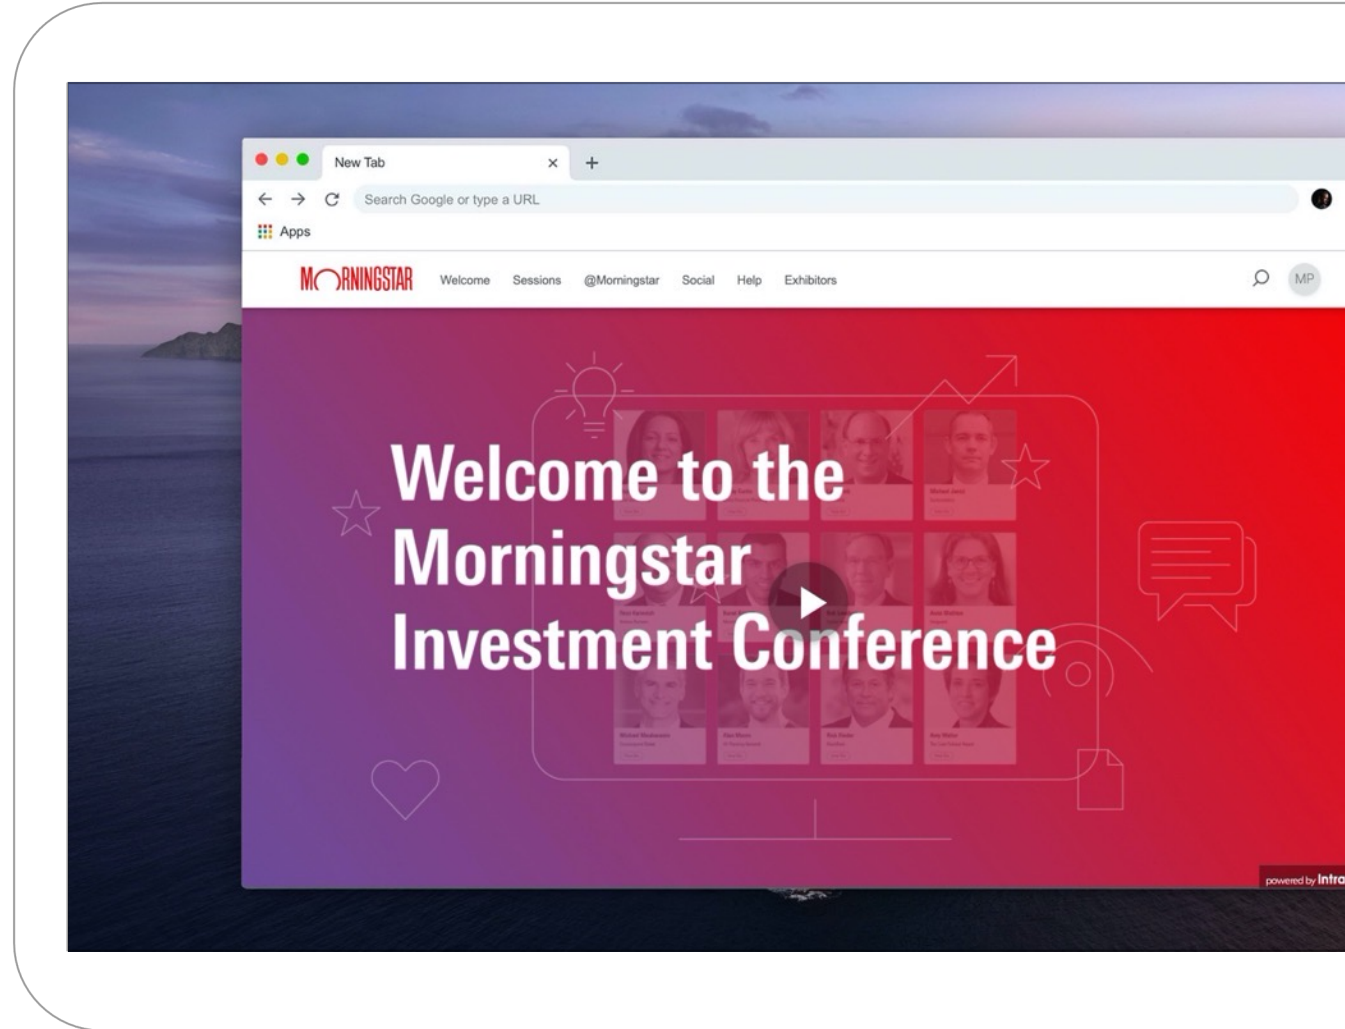 New Tab
Search Google or type a URL
Apps
MORNINGSTAR
Welcome Sessions @Morningstar Social Help Exhibitors
MP
Welcome to the
Morningstar
Investment Conference
powered by Intra